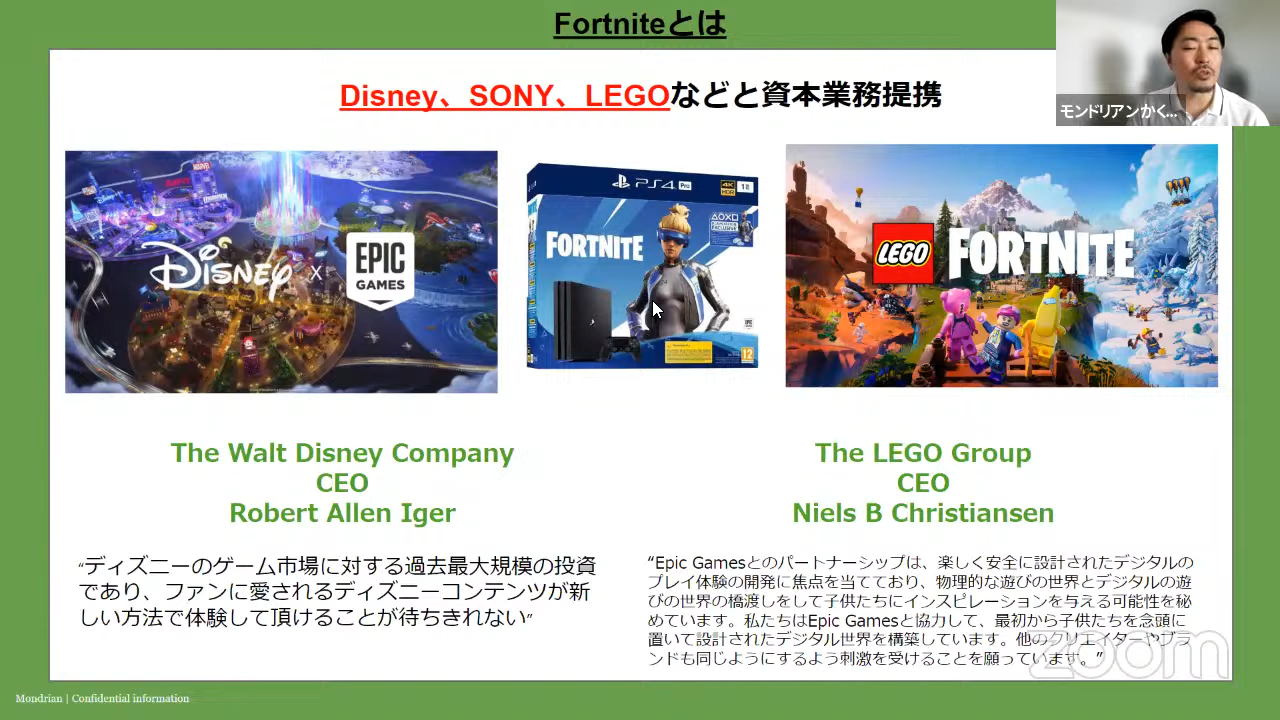 Fortniteとは
Disney、SONY、LEGOなどと資本業務提携
モンドリアンかく...
DISNEY X EPIC GAMES
MARVEL
PS4 Pro
4K HDR
FORTNITE
EPIC GAMES
12
LEGO FORTNITE
The Walt Disney Company
CEO
Robert Allen Iger
The LEGO Group
CEO
Niels B Christiansen
“ディズニーのゲーム市場に対する過去最大規模の投資
であり、ファンに愛されるディズニーコンテンツが新
しい方法で体験して頂けることが待ちきれない”
“Epic Gamesとのパートナーシップは、楽しく安全に設計されたデジタルの
プレイ体験の開発に焦点を当てており、物理的な遊びの世界とデジタルの遊
びの世界の橋渡しをして子供たちにインスピレーションを与える可能性を秘
めています。私たちはEpic Gamesと協力して、最初から子供たちを念頭に
置いて設計されたデジタル世界を構築しています。他のクリエイターやブラ
ンドも同じようにするよう刺激を受けることを願っています。”
zoom
Mondrian | Confidential information